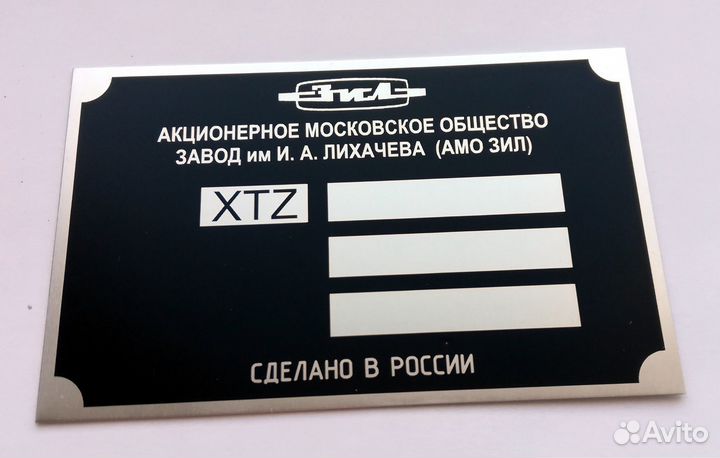 ЗИЛ
АКЦИОНЕРНОЕ МОСКОВСКОЕ ОБЩЕСТВО
ЗАВОД им И. А. ЛИХАЧЕВА (АМО ЗИЛ)
XTZ
СДЕЛАНО В РОССИИ
Avito